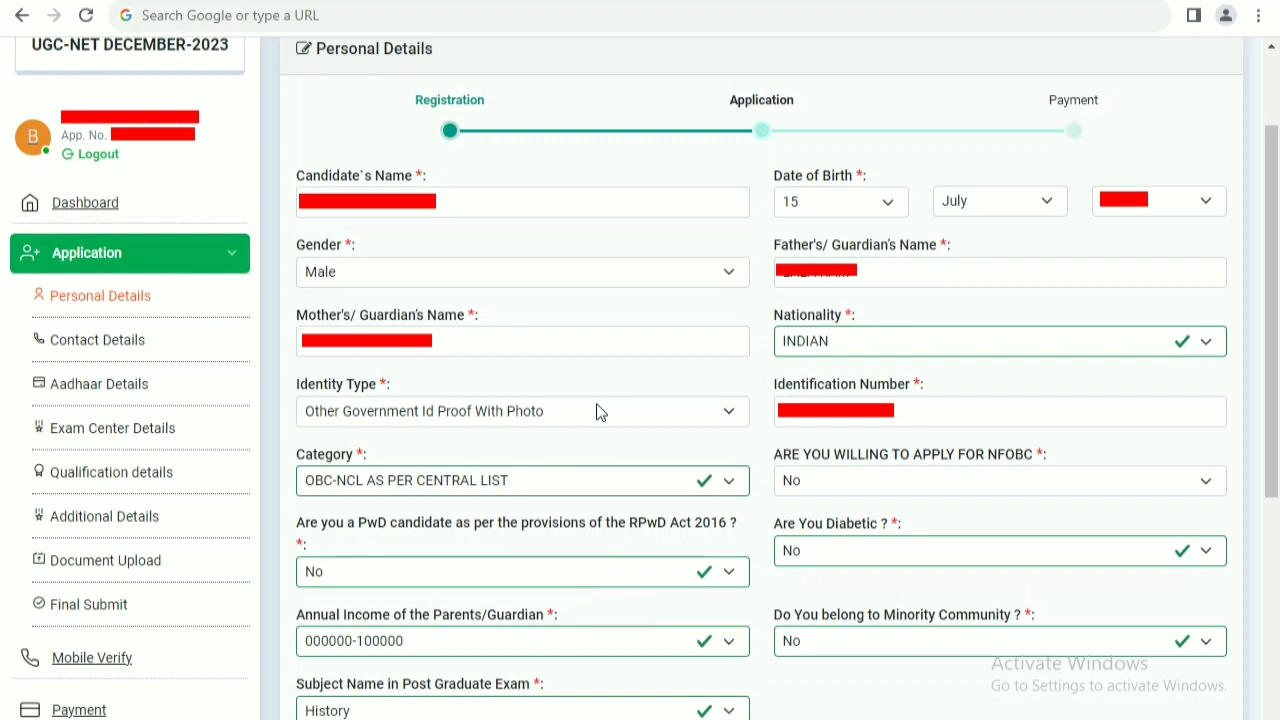 Search Google or type a URL
UGC-NET DECEMBER-2023
B
App. No.
Logout
Dashboard
Application
Personal Details
Contact Details
Aadhaar Details
Exam Center Details
Qualification details
Additional Details
Document Upload
Final Submit
Mobile Verify
Payment
Personal Details
Registration Application Payment
Candidate`s Name *: Date of Birth *:
15 July
Gender *: Father's/ Guardian's Name *:
Male
Mother's/ Guardian's Name *: Nationality *:
INDIAN
Identity Type *: Identification Number *:
Other Government Id Proof With Photo
Category *: ARE YOU WILLING TO APPLY FOR NFOBC *:
OBC-NCL AS PER CENTRAL LIST No
Are you a PwD candidate as per the provisions of the RPwD Act 2016 ? Are You Diabetic ? *:
*:
No
No
Annual Income of the Parents/Guardian *: Do You belong to Minority Community ? *:
000000-100000 No
Subject Name in Post Graduate Exam *:
History
Activate Windows
Go to Settings to activate Windows.